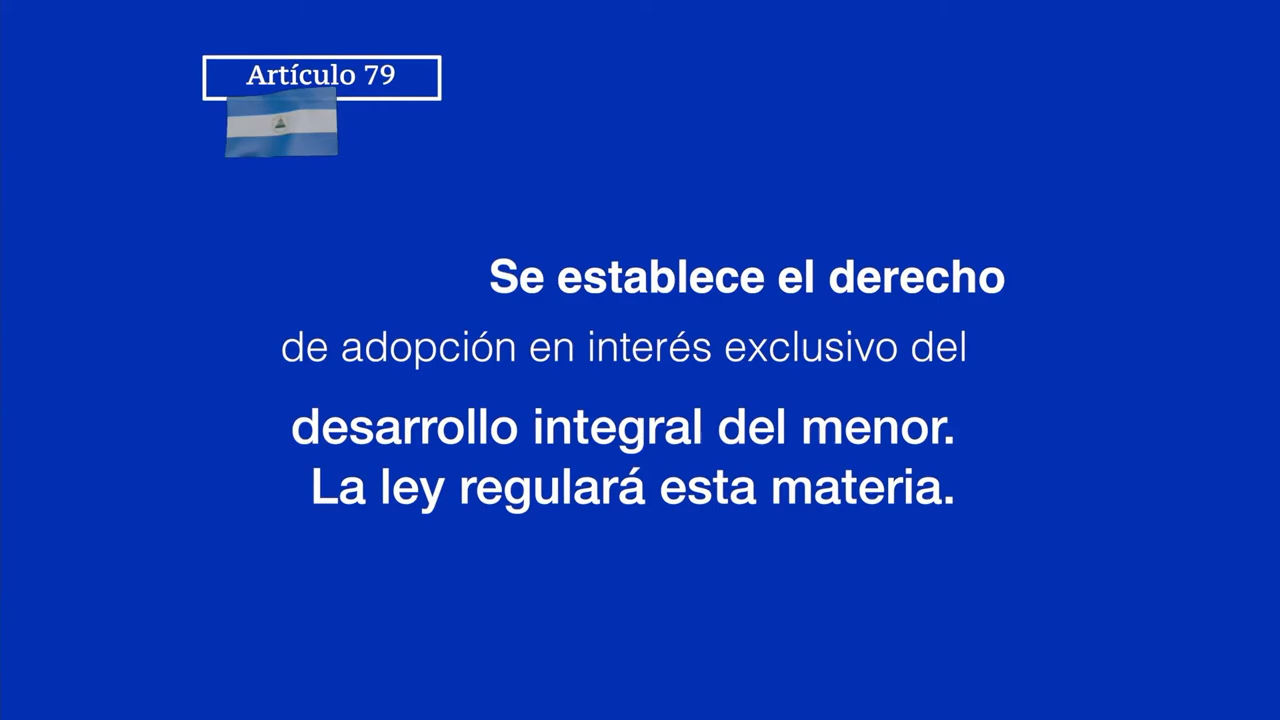 Artículo 79
Se establece el derecho
de adopción en interés exclusivo del
desarrollo integral del menor.
La ley regulará esta materia.